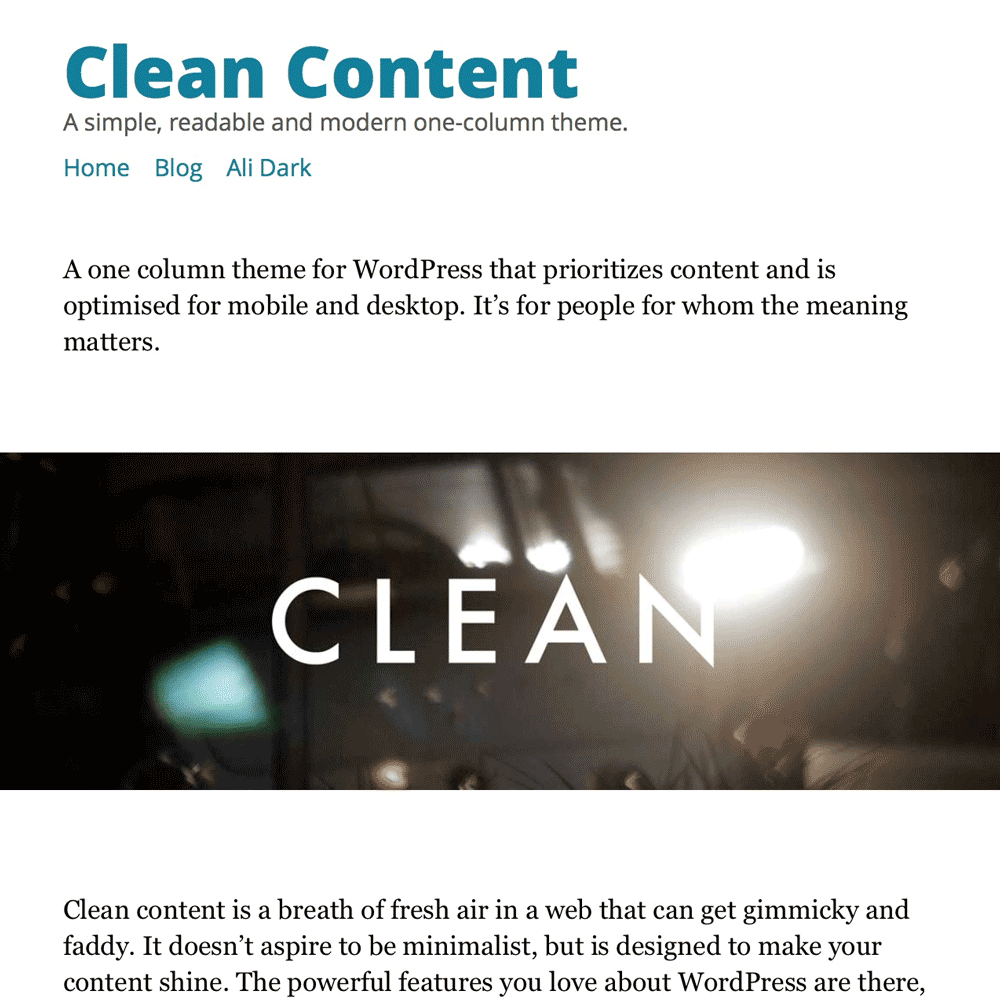 Clean Content
A simple, readable and modern one-column theme.
Home Blog Ali Dark
A one column theme for WordPress that prioritizes content and is
optimised for mobile and desktop. It’s for people for whom the meaning
matters.
CLEAN
Clean content is a breath of fresh air in a web that can get gimmicky and
faddy. It doesn’t aspire to be minimalist, but is designed to make your
content shine. The powerful features you love about WordPress are there,